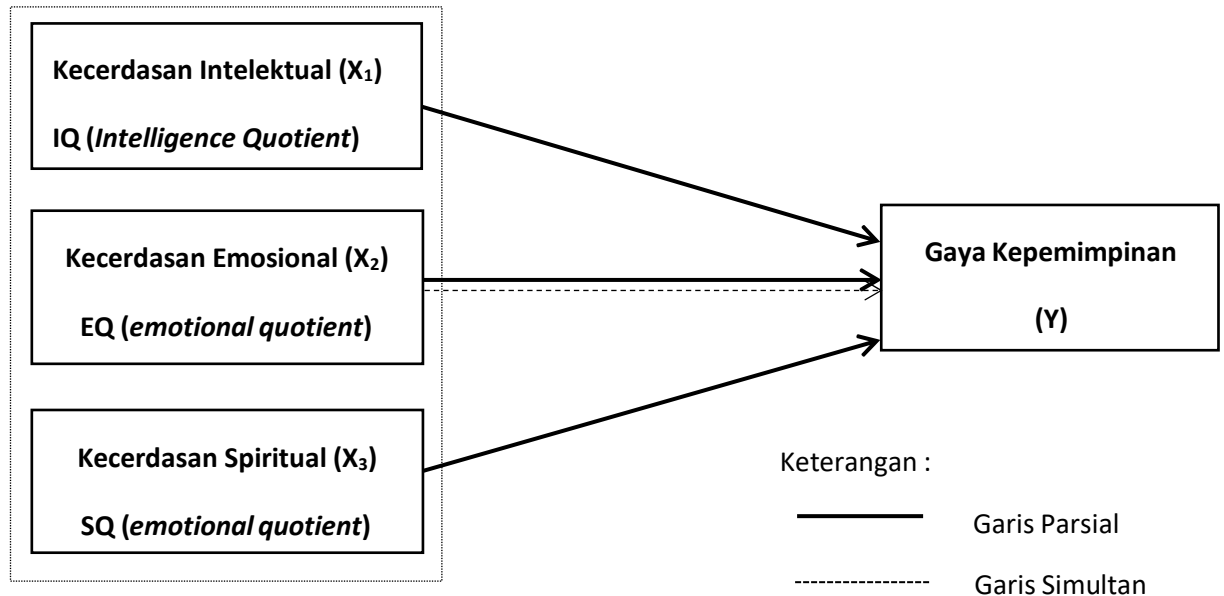 Kecerdasan Intelektual (X₁)
IQ (Intelligence Quotient)
Kecerdasan Emosional (X₂)
EQ (emotional quotient)
Kecerdasan Spiritual (X₃)
SQ (emotional quotient)
Gaya Kepemimpinan
(Y)
Keterangan :
Garis Parsial
Garis Simultan